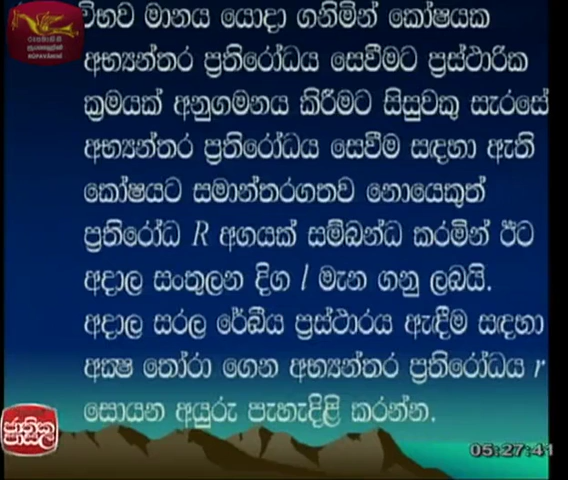 විභව මානය යොදා ගනිමින් කෝෂයක
අභ්‍යන්තර ප්‍රතිරෝධය සෙවීමට ප්‍රස්ථාරික
ක්‍රමයක් අනුගමනය කිරීමට සිසුවකු සැරසේ
අභ්‍යන්තර ප්‍රතිරෝධය සෙවීම සඳහා ඇති
කෝෂයට සමාන්තරගතව නොයෙකුත්
ප්‍රතිරෝධ R අගයක් සම්බන්ධ කරමින් ඊට
අදාල සංතුලන දිග l මැන ගනු ලබයි.
අදාල සරල රේඛීය ප්‍රස්ථාරය ඇඳීම සඳහා
අක්‍ෂ තෝරා ගෙන අභ්‍යන්තර ප්‍රතිරෝධය r
සොයන අයුරු පැහැදිළි කරන්න.
ජාතික
පාසල
05:27:41